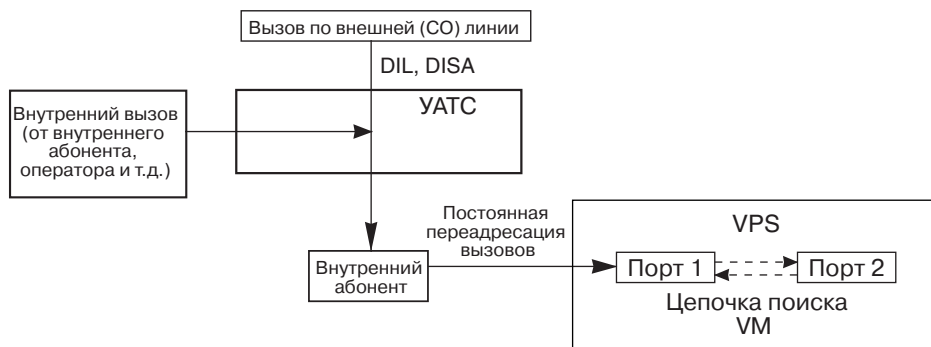 Вызов по внешней (CO) линии
DIL, DISA
УАТС
Внутренний вызов
(от внутреннего
абонента,
оператора и т.д.)
Постоянная
переадресация
вызовов
Внутренний
абонент
VPS
Порт 1
Порт 2
Цепочка поиска
VM